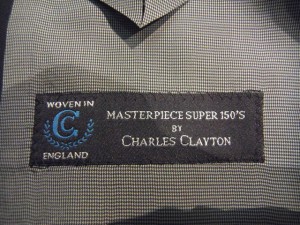 WOVEN IN
CC
ENGLAND
MASTERPIECE SUPER 150'S
BY
CHARLES CLAYTON